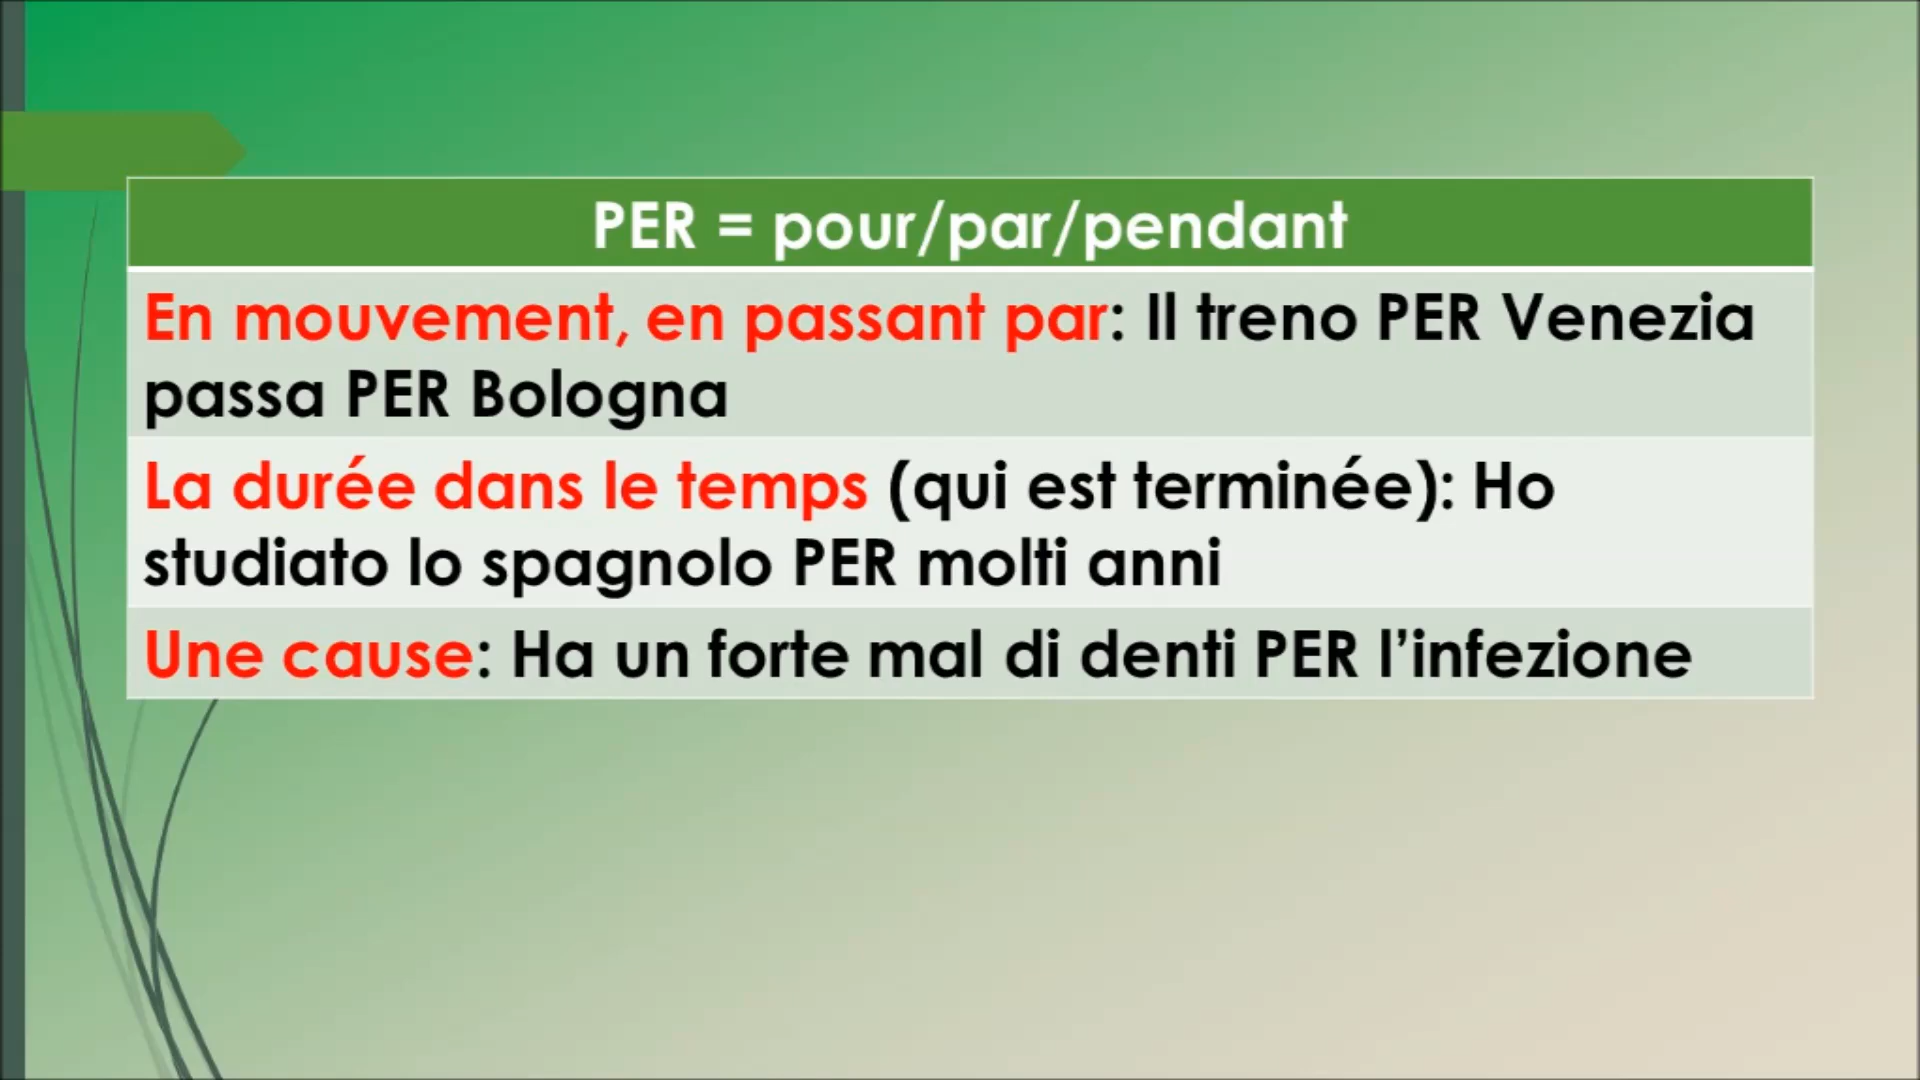 PER = pour/par/pendant
En mouvement, en passant par: Il treno PER Venezia
passa PER Bologna
La durée dans le temps (qui est terminée): Ho
studiato lo spagnolo PER molti anni
Une cause: Ha un forte mal di denti PER l’infezione